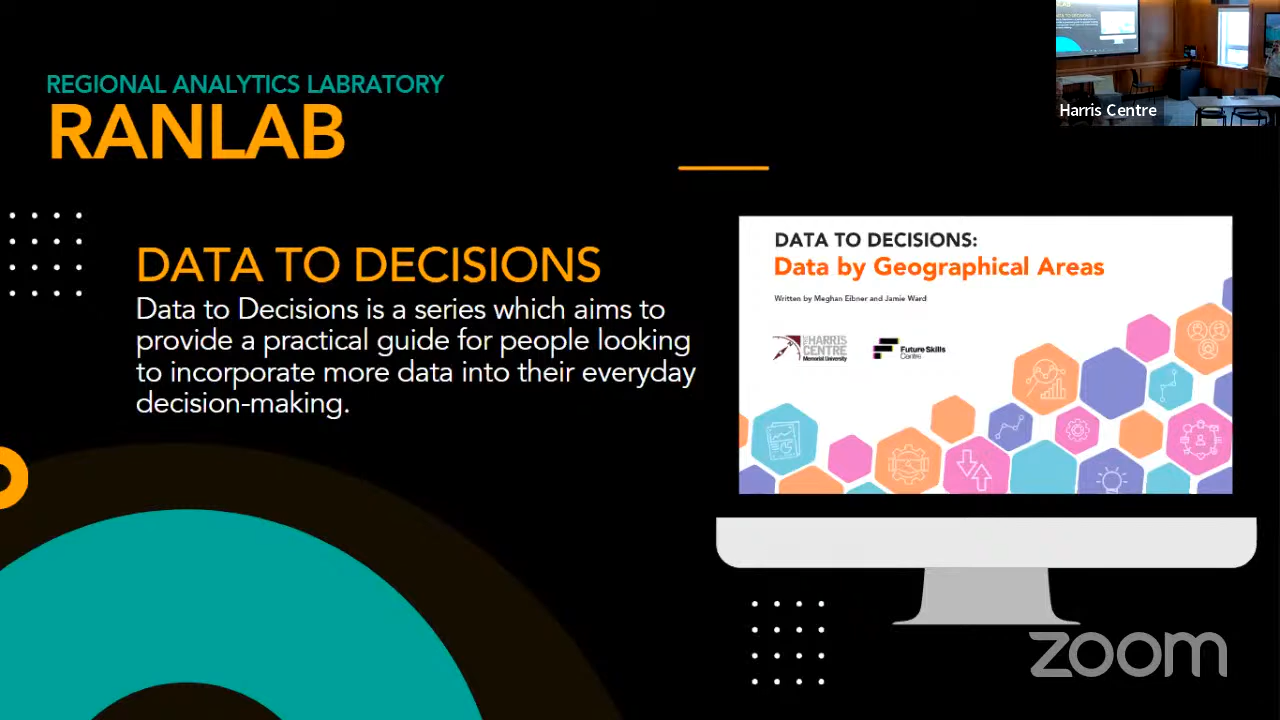 REGIONAL ANALYTICS LABRATORY
RANLAB
Harris Centre
DATA TO DECISIONS
Data to Decisions is a series which aims to
provide a practical guide for people looking
to incorporate more data into their everyday
decision-making.
DATA TO DECISIONS:
Data by Geographical Areas
Written by Meghan Eibner and Jamie Ward
THE HARRIS
CENTRE
Memorial University
Future Skills
Centre
zoom